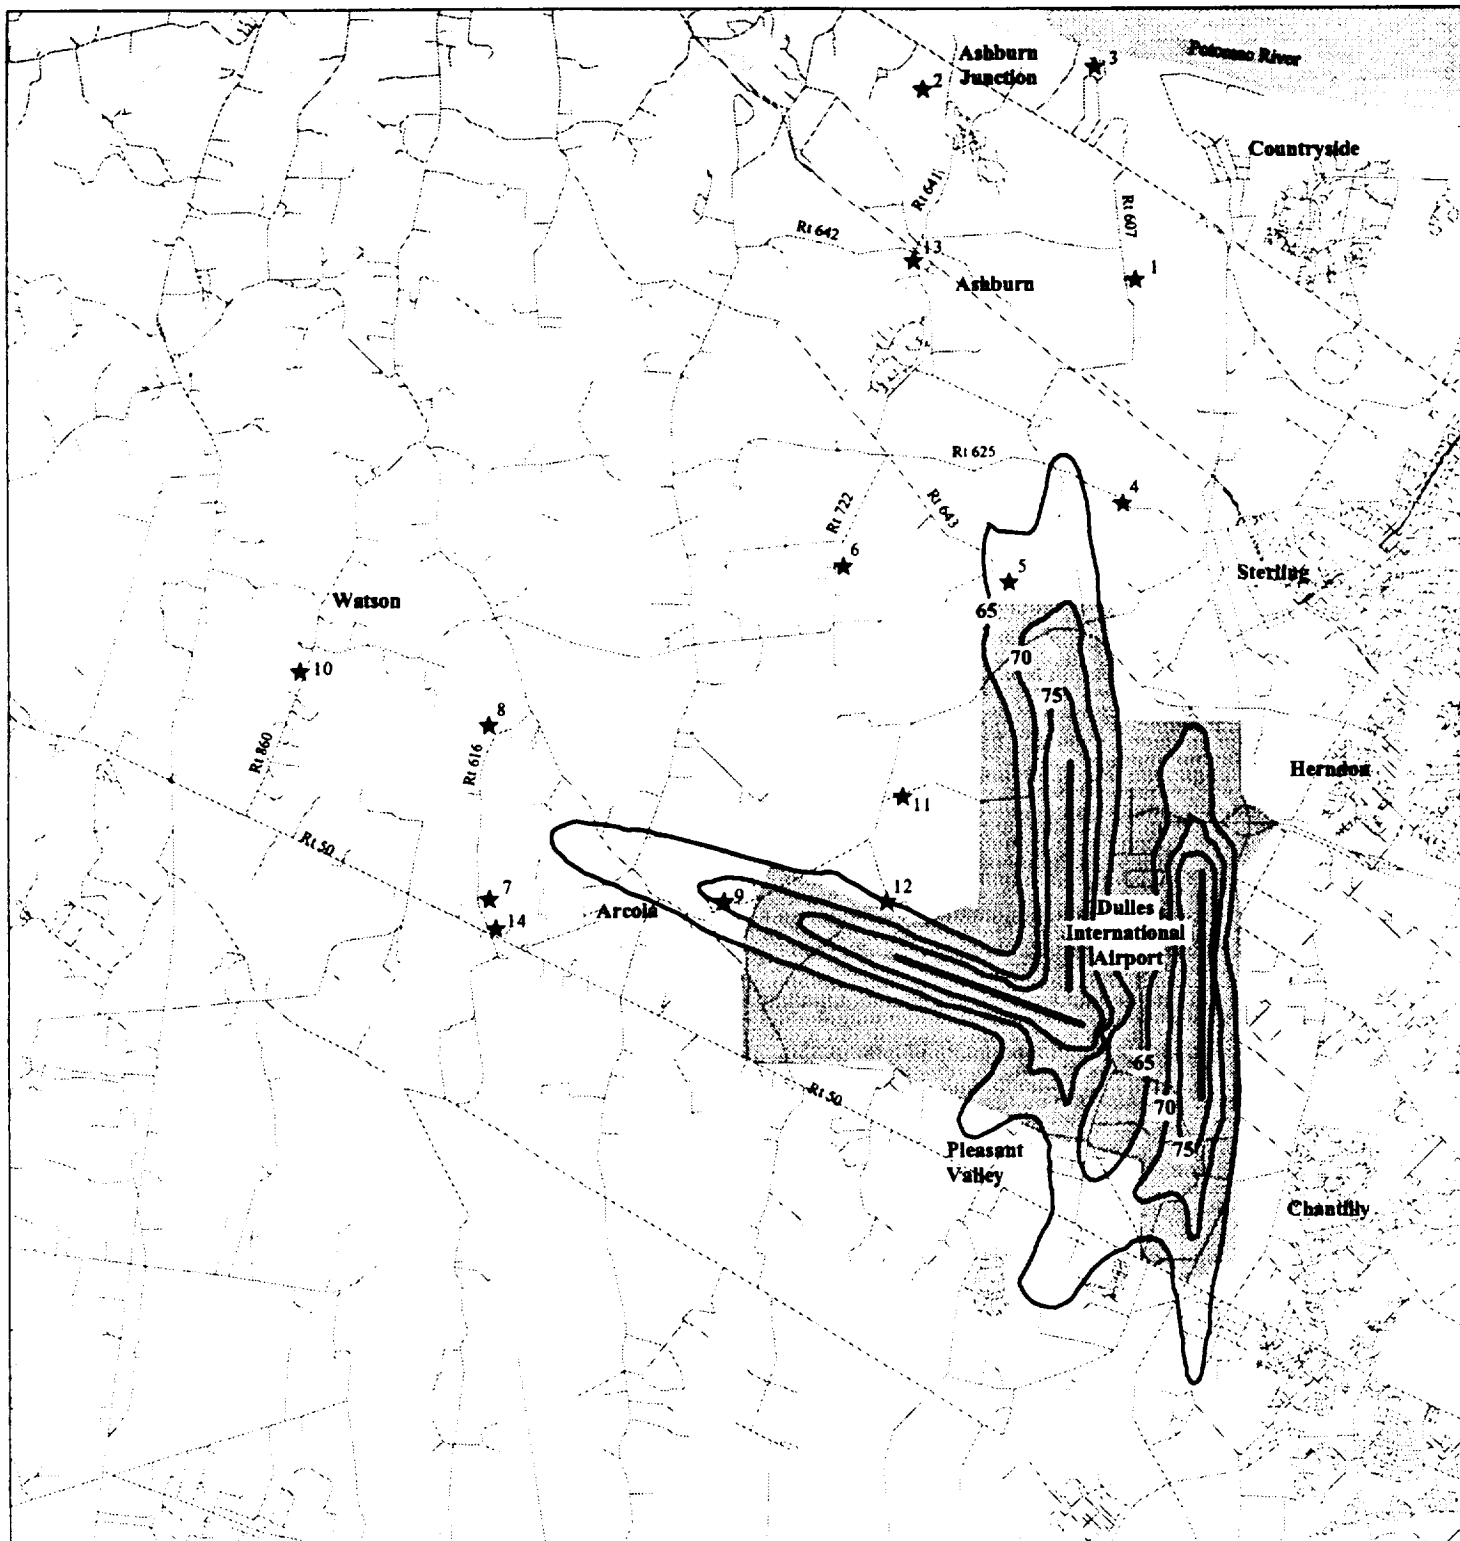 Ashburn
Junction
3
Potomac River
2
Countryside
Rt 641
Rt 607
Rt 642
13
1
Ashburn
Rt 625
4
Rt 722
Rt 643
6
5
Sterling
Watson
65
70
10
75
8
Rt 860
Rt 616
Herndon
11
Rt 50
7
9
12
Arcola
14
Dulles
International
Airport
65
Rt 50
70
Pleasant
Valley
75
Chantilly